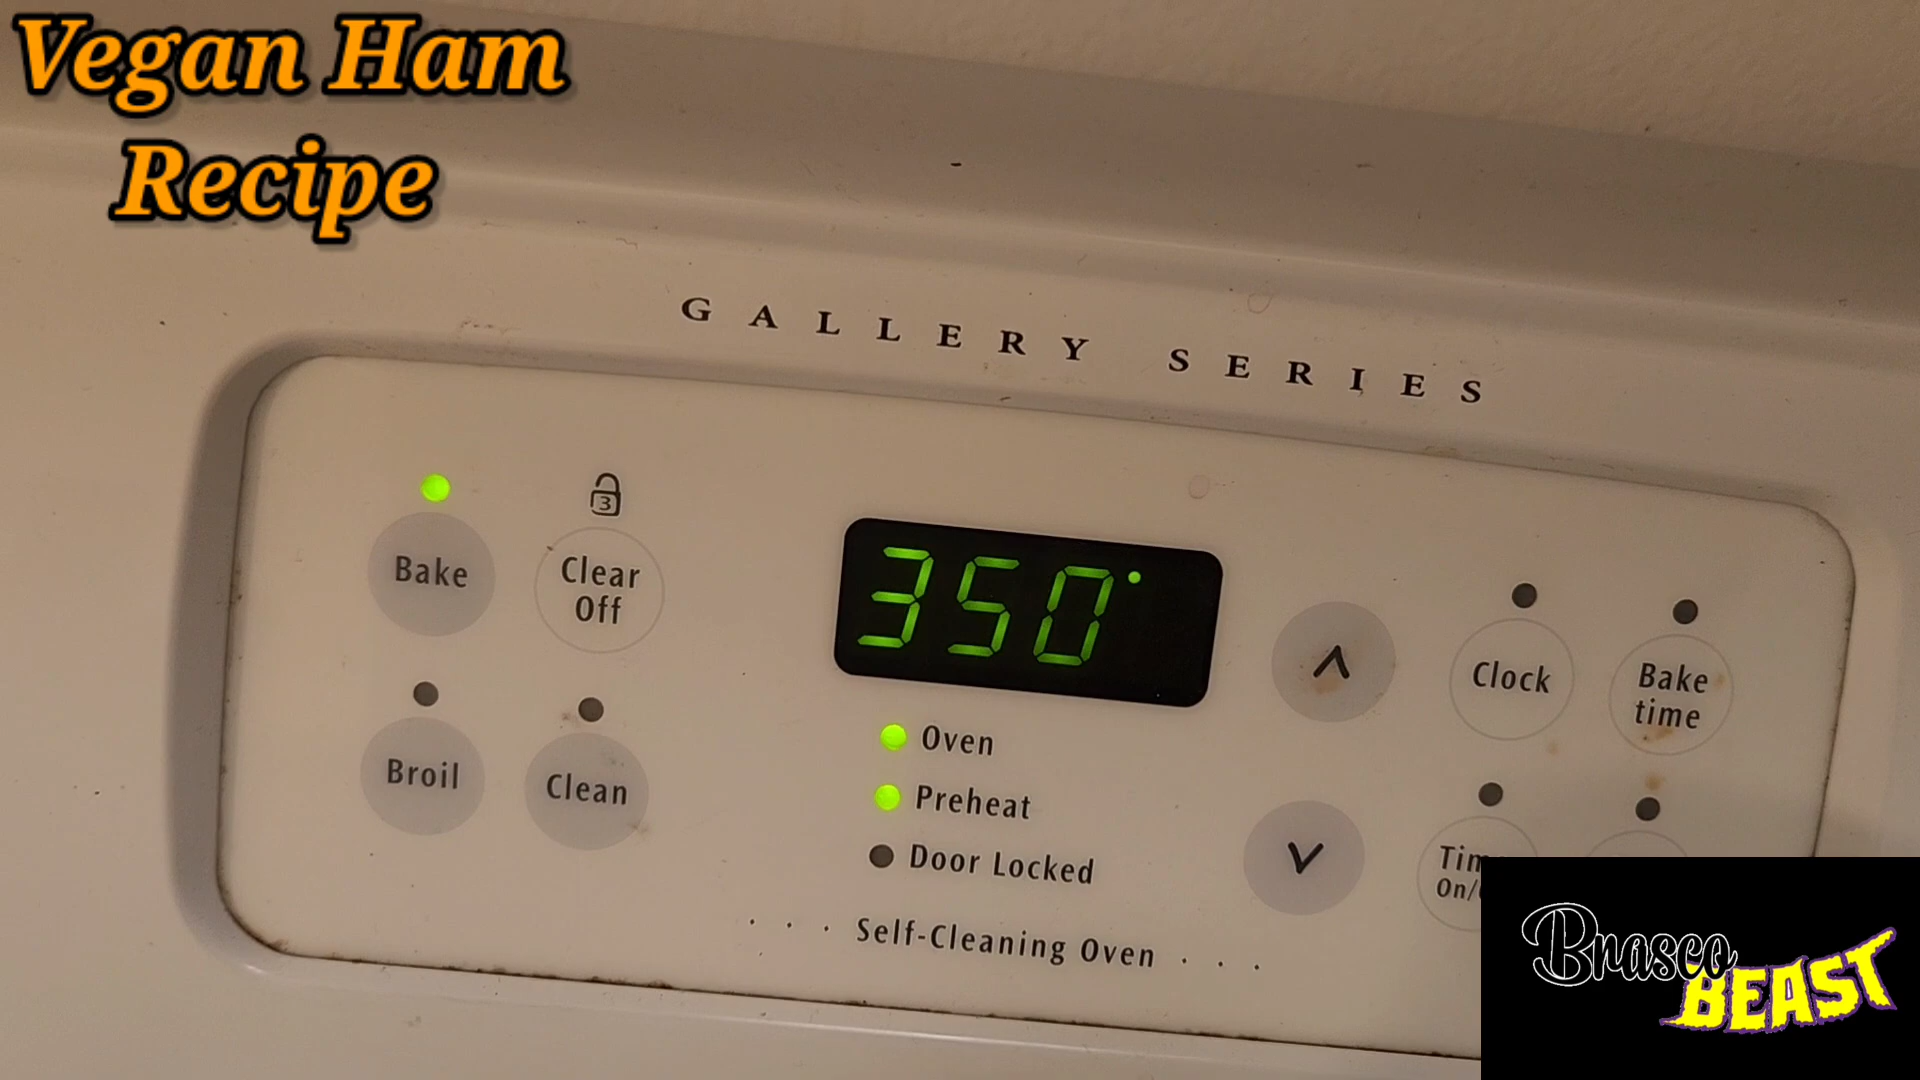 Vegan Ham
Recipe
GALLERY SERIES
3
Bake
Clear
Off
350°
Clock
Bake
time
Broil
Clean
Oven
Preheat
Door Locked
. . . Self-Cleaning Oven . . .
Brasco
BEAST